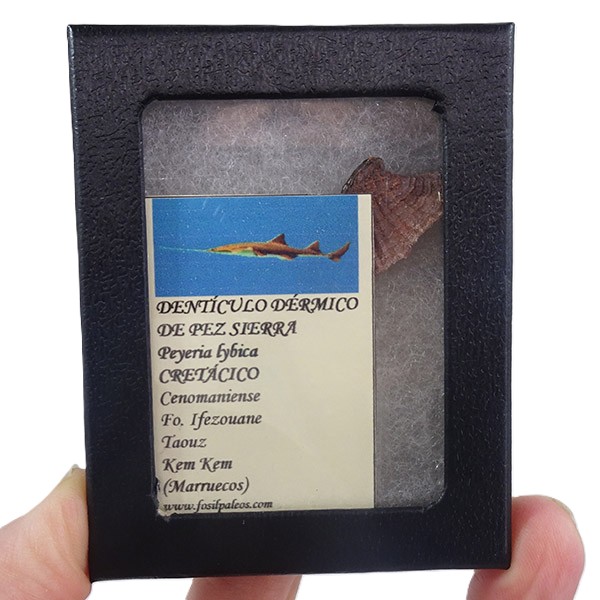 DENTÍCULO DÉRMICO
DE PEZ SIERRA
Peyeria lybica
CRETÁCICO
Cenomaniense
Fo. Ifezouane
Taouz
Kem Kem
(Marruecos)
www.fosilpaleos.com